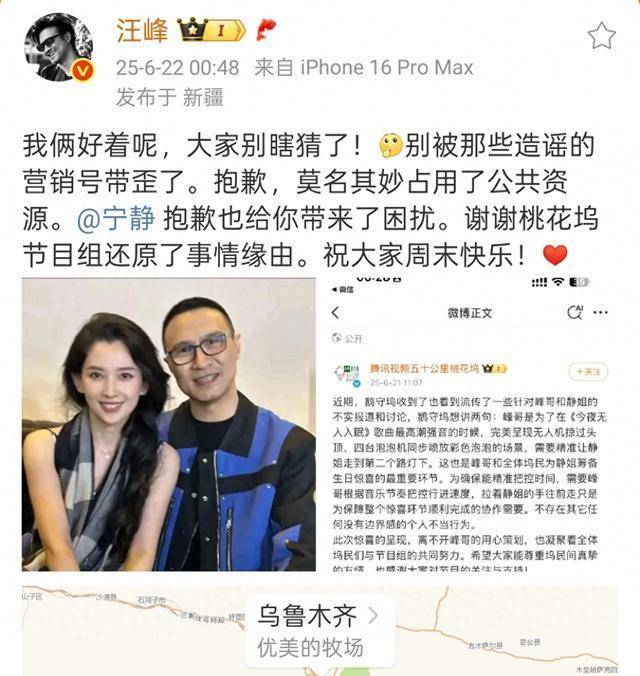 汪峰
I
25-6-22 00:48 来自 iPhone 16 Pro Max
发布于 新疆
我俩好着呢，大家别瞎猜了！🤔别被那些造谣的
营销号带歪了。抱歉，莫名其妙占用了公共资
源。@宁静 抱歉也给你带来了困扰。谢谢桃花坞
节目组还原了事情缘由。祝大家周末快乐！❤️
微信
微博正文
公开
腾讯视频五十公里桃花坞
+关注
25-6-21 11:07
近期，鹅守坞收到了也看到流传了一些针对峰哥和静姐的
不实报道和讨论，鹅守坞想讲两句：峰哥是为了在《今夜无
人入眠》歌曲最高潮强音的时候，完美呈现无人机掠过头
顶、四台泡泡机同步喷放彩色泡泡的场景，需要精准让静
姐走到第二个路灯下。这也是峰哥和全体坞民为静姐筹备
生日惊喜的最重要环节。为确保能精准把控时间，需要峰
哥根据音乐节奏把控行进速度，拉着静姐的手往前走只是
为保障整个惊喜环节顺利完成的协作需要。不存在其它任
何没有边界感的个人不当行为。
此次惊喜的呈现，离不开峰哥的用心策划，也凝聚着全体
坞民们与节目组的共同努力。希望大家能尊重坞民间真挚
的友情，也感谢大家对节目的关注与支持！
乌鲁木齐
优美的牧场
沙湾县
石河子市
吉木萨尔县
奇台县